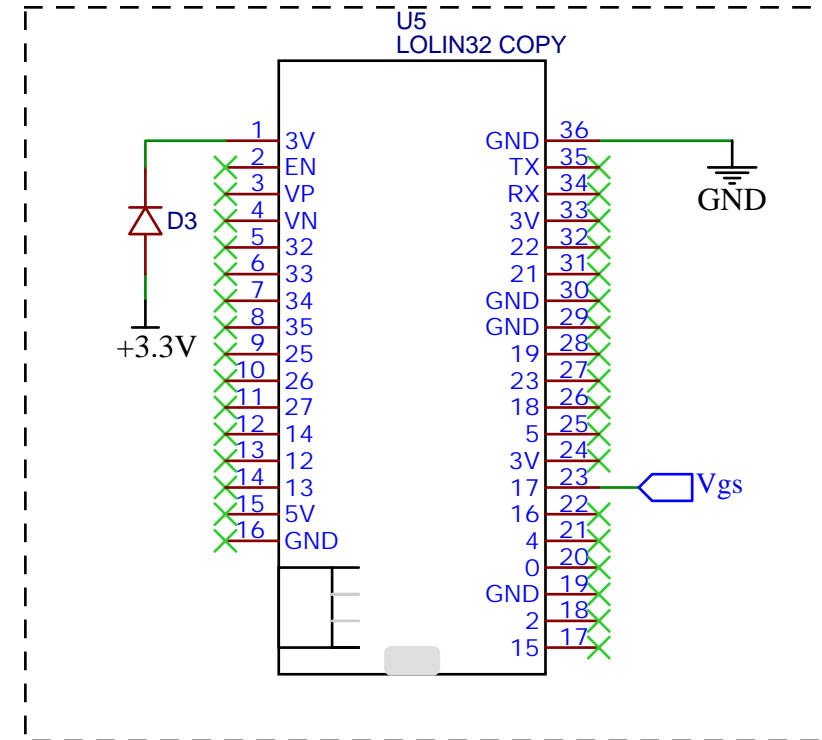 U5
LOLIN32 COPY
1 3V GND 36
2 EN TX 35
3 VP RX 34
GND
4 VN 3V 33
D3
5 32 22 32
6 33 21 31
7 34 GND 30
8 35 GND 29
+3.3V
9 25 19 28
10 26 23 27
11 27 18 26
12 14 5 25
13 12 3V 24
14 13 17 23 Vgs
15 5V 16 22
16 GND 4 21
0 20
GND 19
2 18
15 17